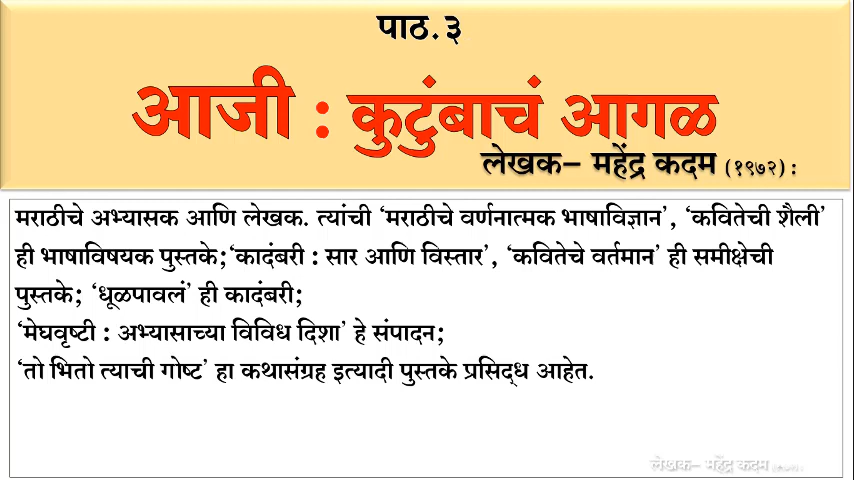 पाठ.३
आजी : कुटुंबाचं आगळ
लेखक– महेंद्र कदम (१९७२) :
मराठीचे अभ्यासक आणि लेखक. त्यांची ‘मराठीचे वर्णनात्मक भाषाविज्ञान’, ‘कवितेची शैली’
ही भाषाविषयक पुस्तके;‘कादंबरी : सार आणि विस्तार’, ‘कवितेचे वर्तमान’ ही समीक्षेची
पुस्तके; ‘धूळपावलं’ ही कादंबरी;
‘मेघवृष्टी : अभ्यासाच्या विविध दिशा’ हे संपादन;
‘तो भितो त्याची गोष्ट’ हा कथासंग्रह इत्यादी पुस्तके प्रसिद्ध आहेत.
लेखक– महेंद्र कदम